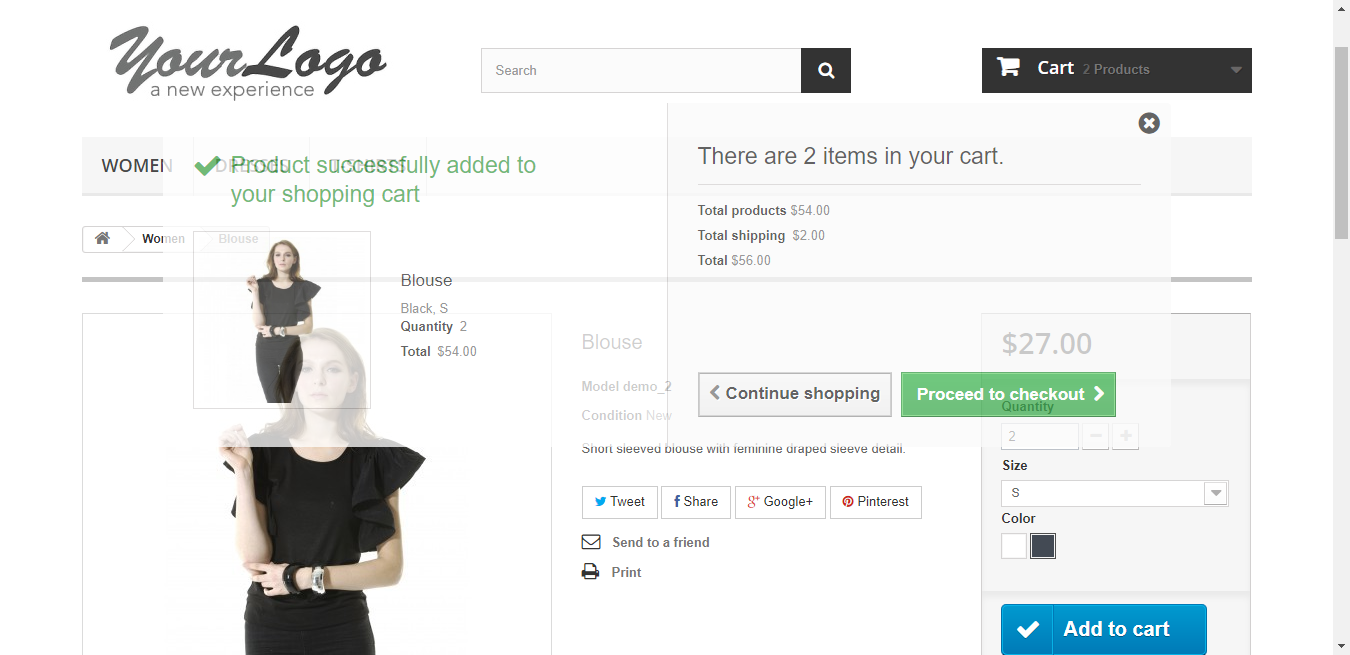 YourLogo
a new experience
Search
Cart 2 Products
WOMEN DRESSES T-SHIRTS
Product successfully added to
your shopping cart
There are 2 items in your cart.
Total products $54.00
Total shipping $2.00
Total $56.00
Women Blouse
Blouse
Black, S
Quantity 2
Total $54.00
Continue shopping
Proceed to checkout
Blouse
Model demo_2
Condition New
Short sleeved blouse with feminine draped sleeve detail.
Tweet Share Google+ Pinterest
Send to a friend
Print
$27.00
Quantity
2
Size
S
Color
Add to cart